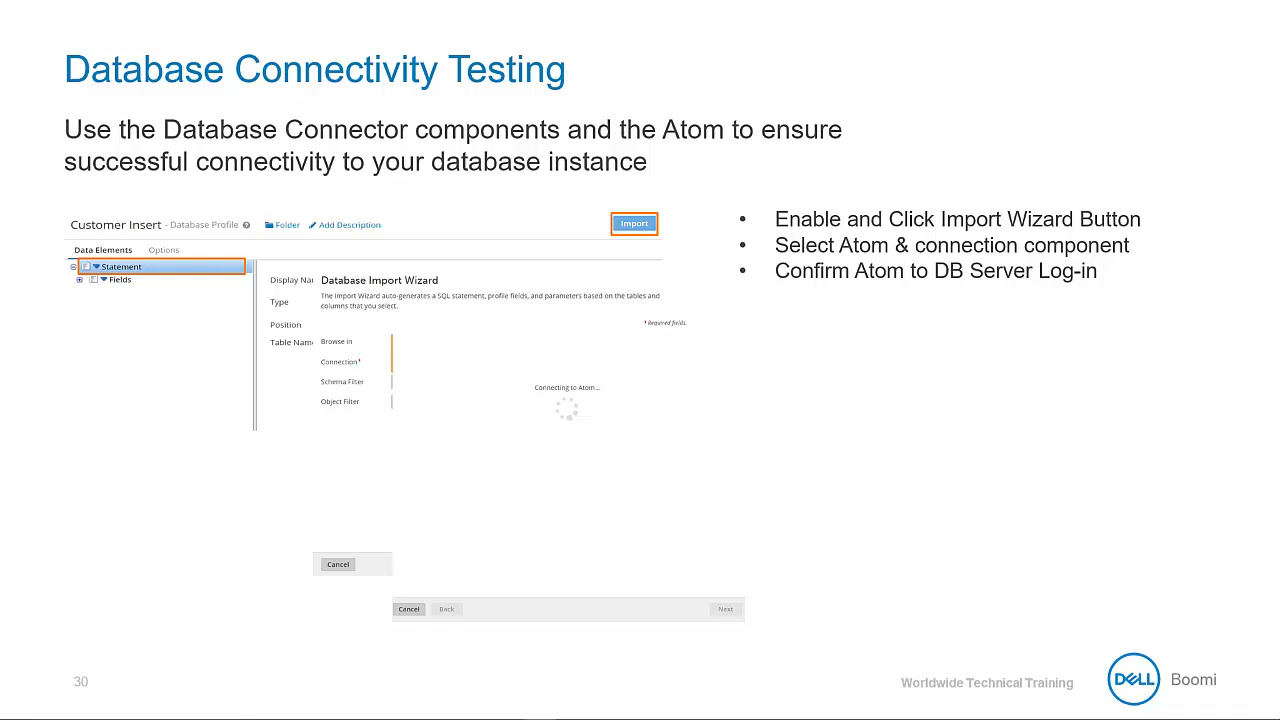 Database Connectivity Testing
Use the Database Connector components and the Atom to ensure
successful connectivity to your database instance
Customer Insert - Database Profile Folder Add Description Import
Data Elements Options
Statement
Fields
Display Na
Type
Position
Table Nam
Database Import Wizard
The Import Wizard auto-generates a SQL statement, profile fields, and parameters based on the tables and
columns that you select.
* Required fields.
Browse in
Connection*
Schema Filter
Object Filter
Connecting to Atom...
Cancel
Cancel Back Next
• Enable and Click Import Wizard Button
• Select Atom & connection component
• Confirm Atom to DB Server Log-in
30
Worldwide Technical Training
DELL Boomi